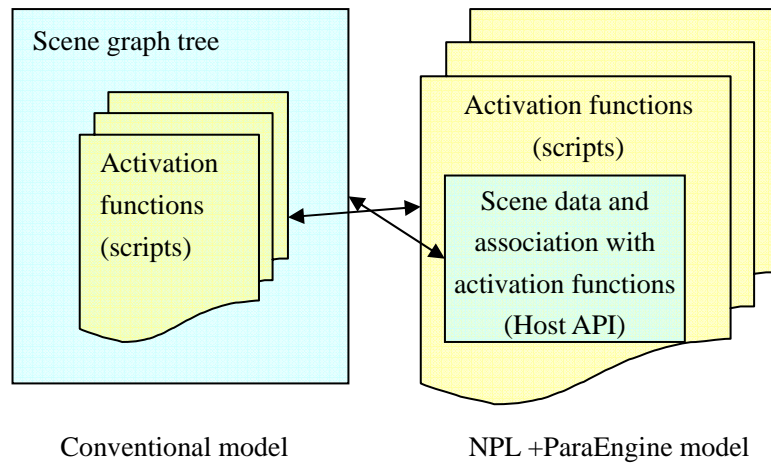 Scene graph tree
Activation
functions
(scripts)
Activation functions
(scripts)
Scene data and
association with
activation functions
(Host API)
Conventional model
NPL +ParaEngine model